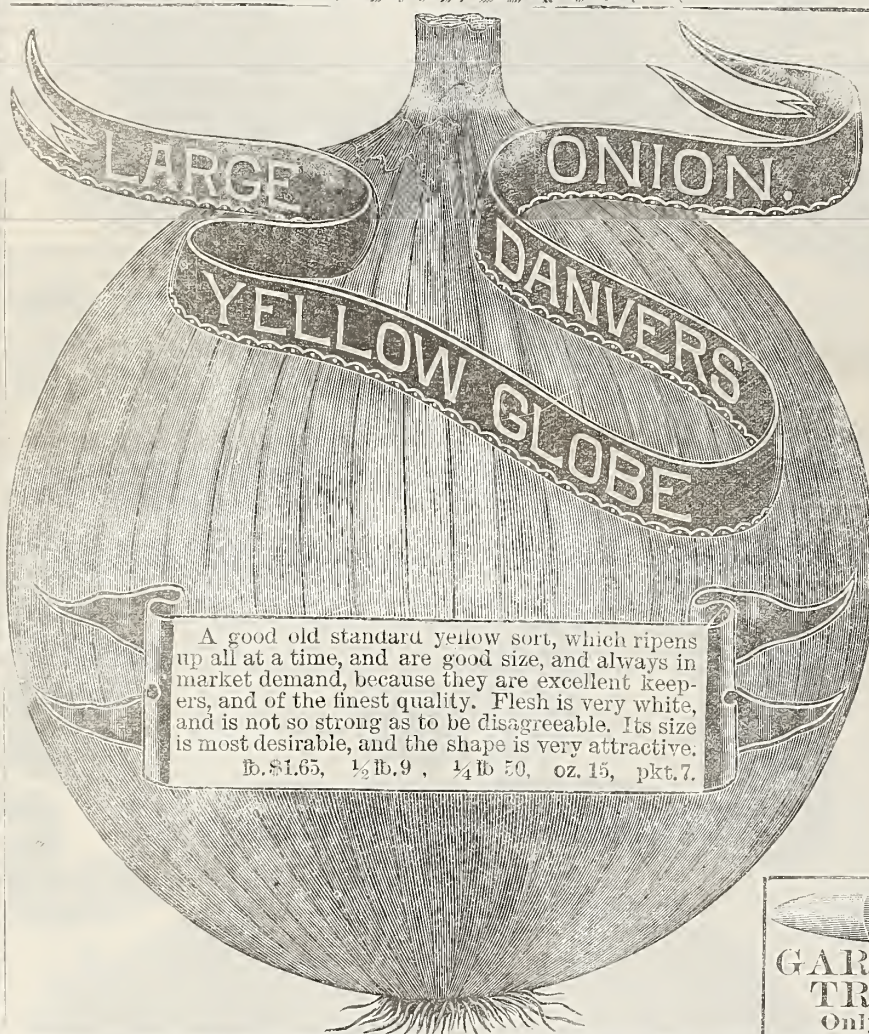 LARGE
YELLOW GLOBE
DANVERS
ONION.
A good old standard yellow sort, which ripens
up all at a time, and are good size, and always in
market demand, because they are excellent keep-
ers, and of the finest quality. Flesh is very white,
and is not so strong as to be disagreeable. Its size
is most desirable, and the shape is very attractive.
lb. $1.65, ½ lb. 9 , ¼ lb 50, oz. 15, pkt. 7.
GAR
TR
Onl